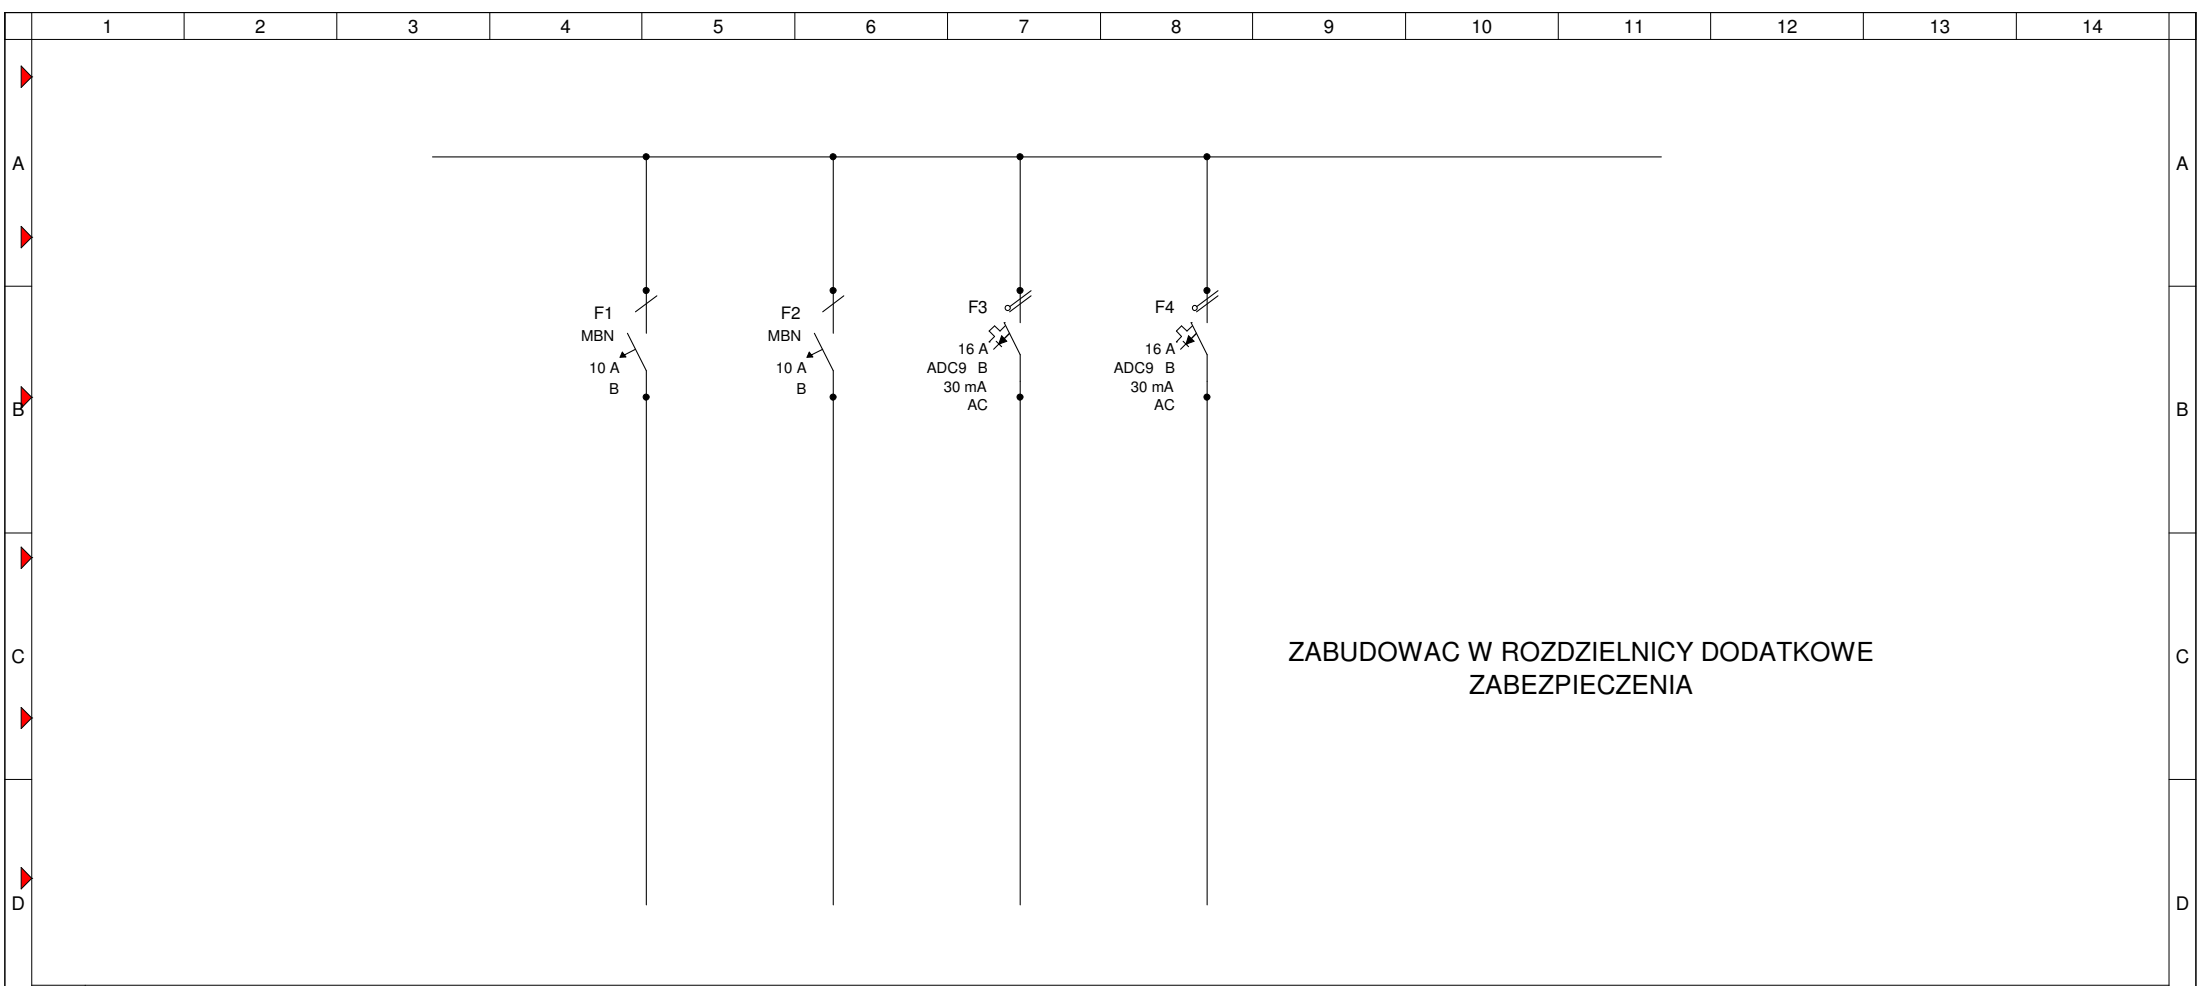 1 2 3 4 5 6 7 8 9 10 11 12 13 14
A A
F1 F2 F3 F4
MBN MBN 16 A 16 A
10 A 10 A ADC9 B ADC9 B
B B 30 mA 30 mA
AC AC
B B
ZABUDOWAC W ROZDZIELNICY DODATKOWE
ZABEZPIECZENIA
C C
D D